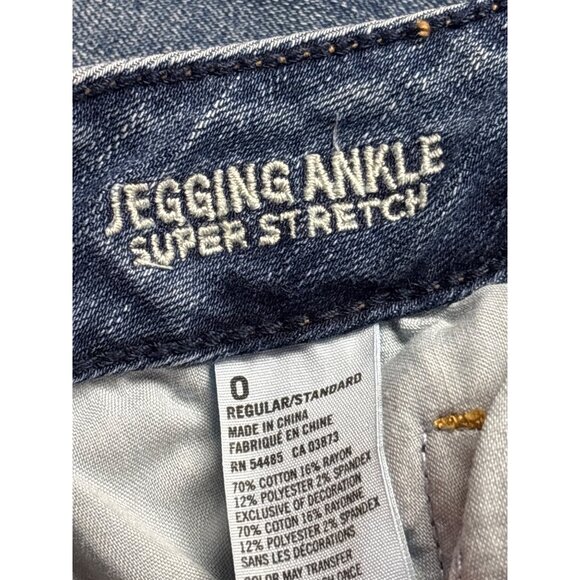 JEGGING ANKLE
SUPER STRETCH
0
REGULAR/STANDARD
MADE IN CHINA
FABRIQUÉ EN CHINE
RN 54485 CA 03873
70% COTTON 16% RAYON
12% POLYESTER 2% SPANDEX
EXCLUSIVE OF DECORATION
70% COTON 16% RAYONNE
12% POLYESTER 2% SPANDEX
SANS LES DÉCORATIONS
COLOR MAY TRANSFER
ONCE